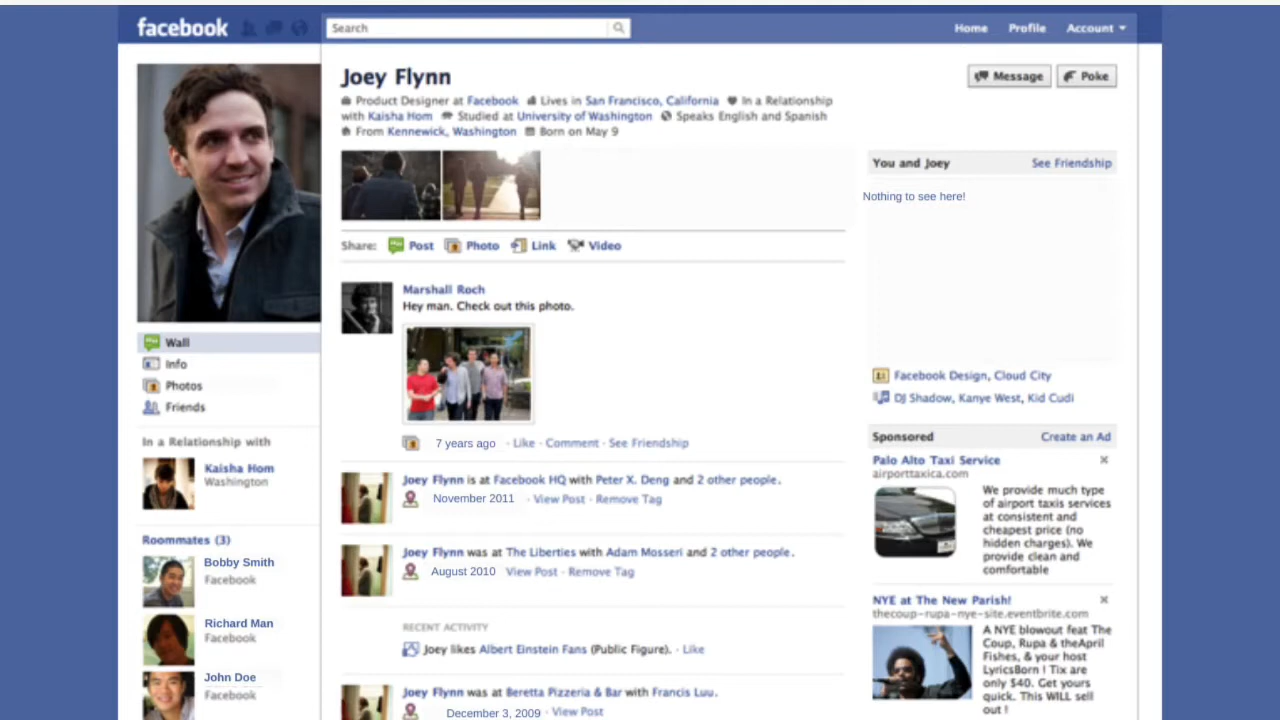 facebook
Search
Home Profile Account
Joey Flynn
Message Poke
Product Designer at Facebook Lives in San Francisco, California In a Relationship
with Kaisha Hom Studied at University of Washington Speaks English and Spanish
From Kennewick, Washington Born on May 9
Share: Post Photo Link Video
Marshall Roch
Hey man. Check out this photo.
7 years ago · Like · Comment · See Friendship
Joey Flynn is at Facebook HQ with Peter X. Deng and 2 other people.
November 2011 · View Post · Remove Tag
Joey Flynn was at The Liberties with Adam Mosseri and 2 other people.
August 2010 View Post · Remove Tag
RECENT ACTIVITY
Joey likes Albert Einstein Fans (Public Figure). · Like
Joey Flynn was at Beretta Pizzeria & Bar with Francis Luu.
December 3, 2009 · View Post
Wall
Info
Photos
Friends
In a Relationship with
Kaisha Hom
Washington
Roommates (3)
Bobby Smith
Facebook
Richard Man
Facebook
John Doe
Facebook
You and Joey See Friendship
Nothing to see here!
Facebook Design, Cloud City
DJ Shadow, Kanye West, Kid Cudi
Sponsored Create an Ad
Palo Alto Taxi Service
airporttaxica.com
We provide much type
of airport taxis services
at consistent and
cheapest price (no
hidden charges). We
provide clean and
comfortable
NYE at The New Parish!
thecoup-rupa-nye-site.eventbrite.com
A NYE blowout feat The
Coup, Rupa & theApril
Fishes, & your host
LyricsBorn ! Tix are
only $40. Get yours
quick. This WILL sell
out !